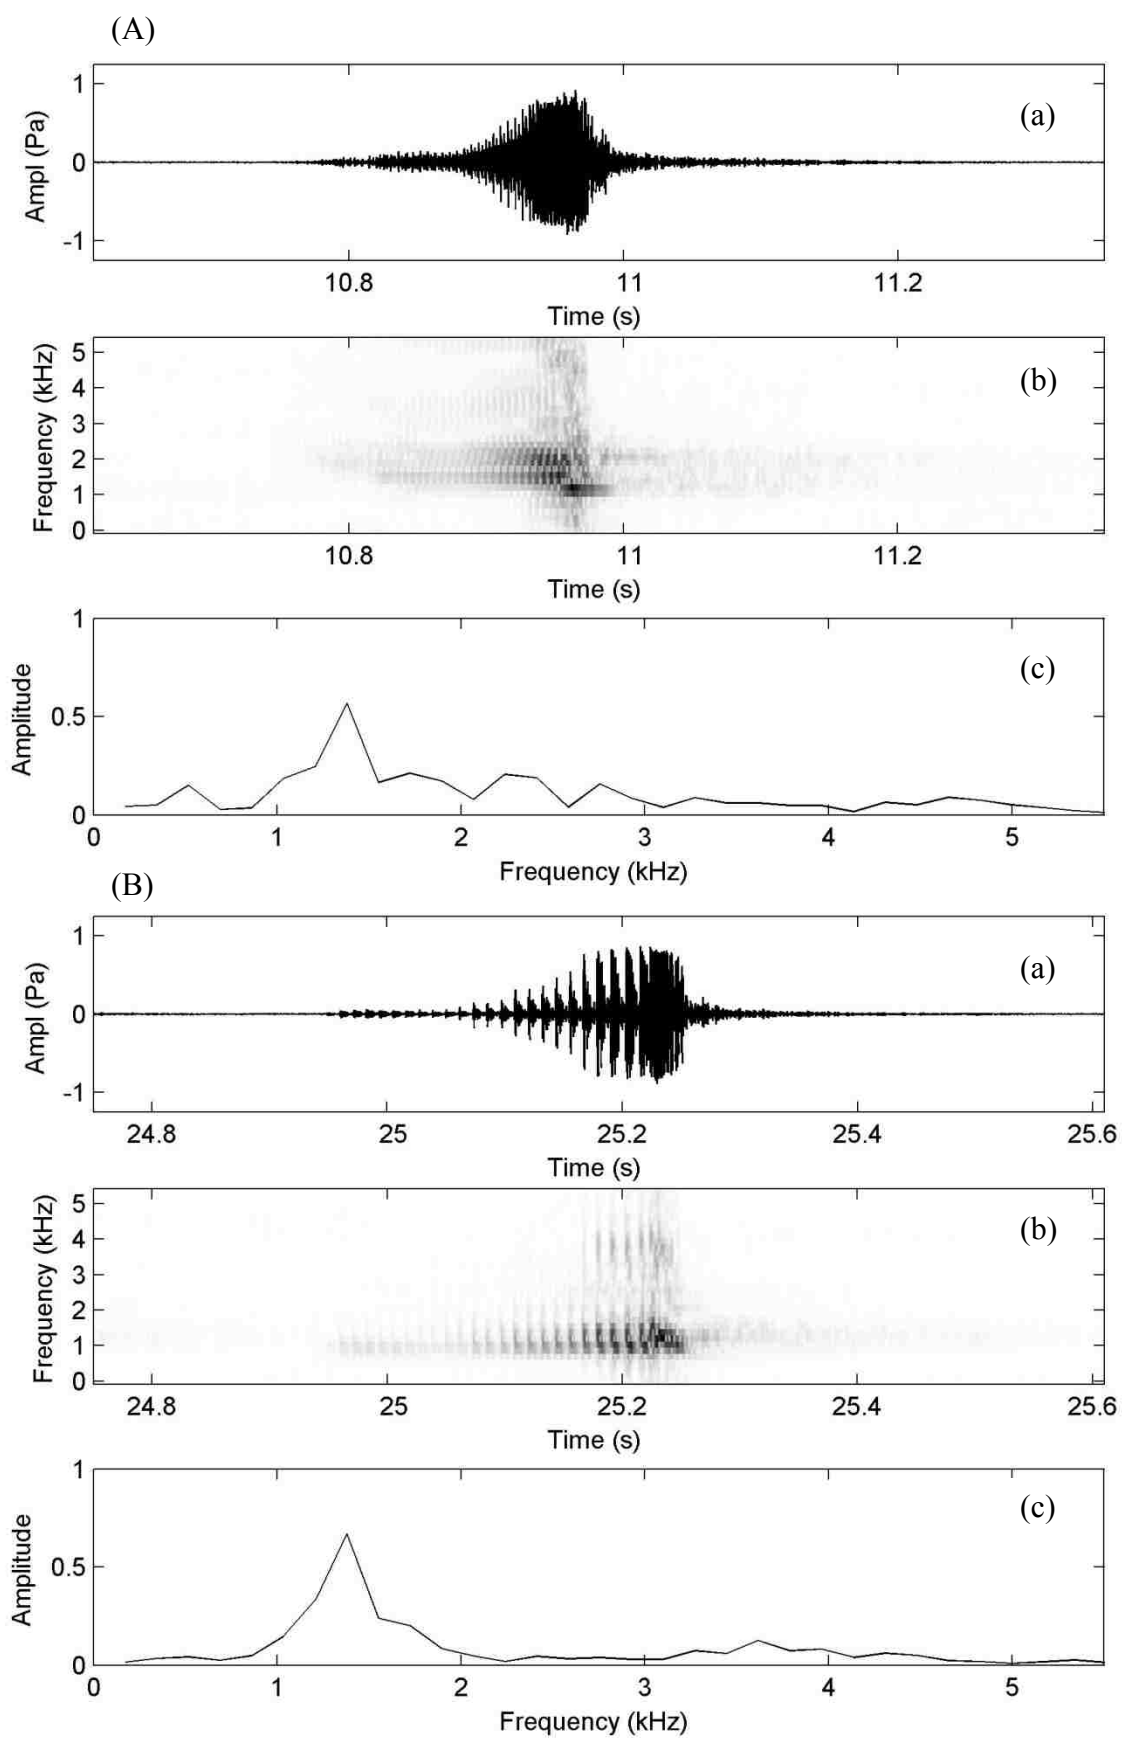 (A)
1
(a)
Ampl (Pa)
0
-1
10.8 11 11.2
Time (s)
5
(b)
4
Frequency (kHz)
3
2
1
0
10.8 11 11.2
Time (s)
1
(c)
Amplitude
0.5
0
0 1 2 3 4 5
Frequency (kHz)
(B)
1
(a)
Ampl (Pa)
0
-1
24.8 25 25.2 25.4 25.6
Time (s)
5
(b)
4
Frequency (kHz)
3
2
1
0
24.8 25 25.2 25.4 25.6
Time (s)
1
(c)
Amplitude
0.5
0
0 1 2 3 4 5
Frequency (kHz)